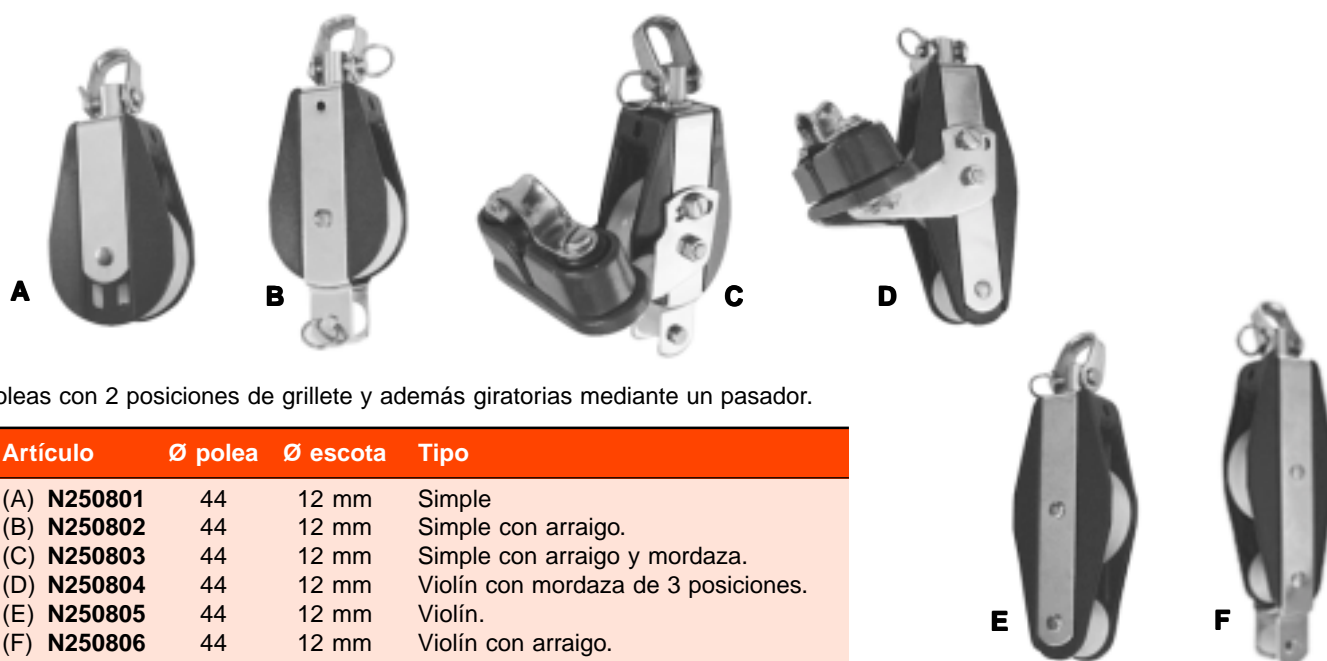 A
B
C
D
oleas con 2 posiciones de grillete y además giratorias mediante un pasador.
Artículo Ø polea Ø escota Tipo
(A) N250801 44 12 mm Simple
(B) N250802 44 12 mm Simple con arraigo.
(C) N250803 44 12 mm Simple con arraigo y mordaza.
(D) N250804 44 12 mm Violín con mordaza de 3 posiciones.
(E) N250805 44 12 mm Violín.
(F) N250806 44 12 mm Violín con arraigo.
E
F